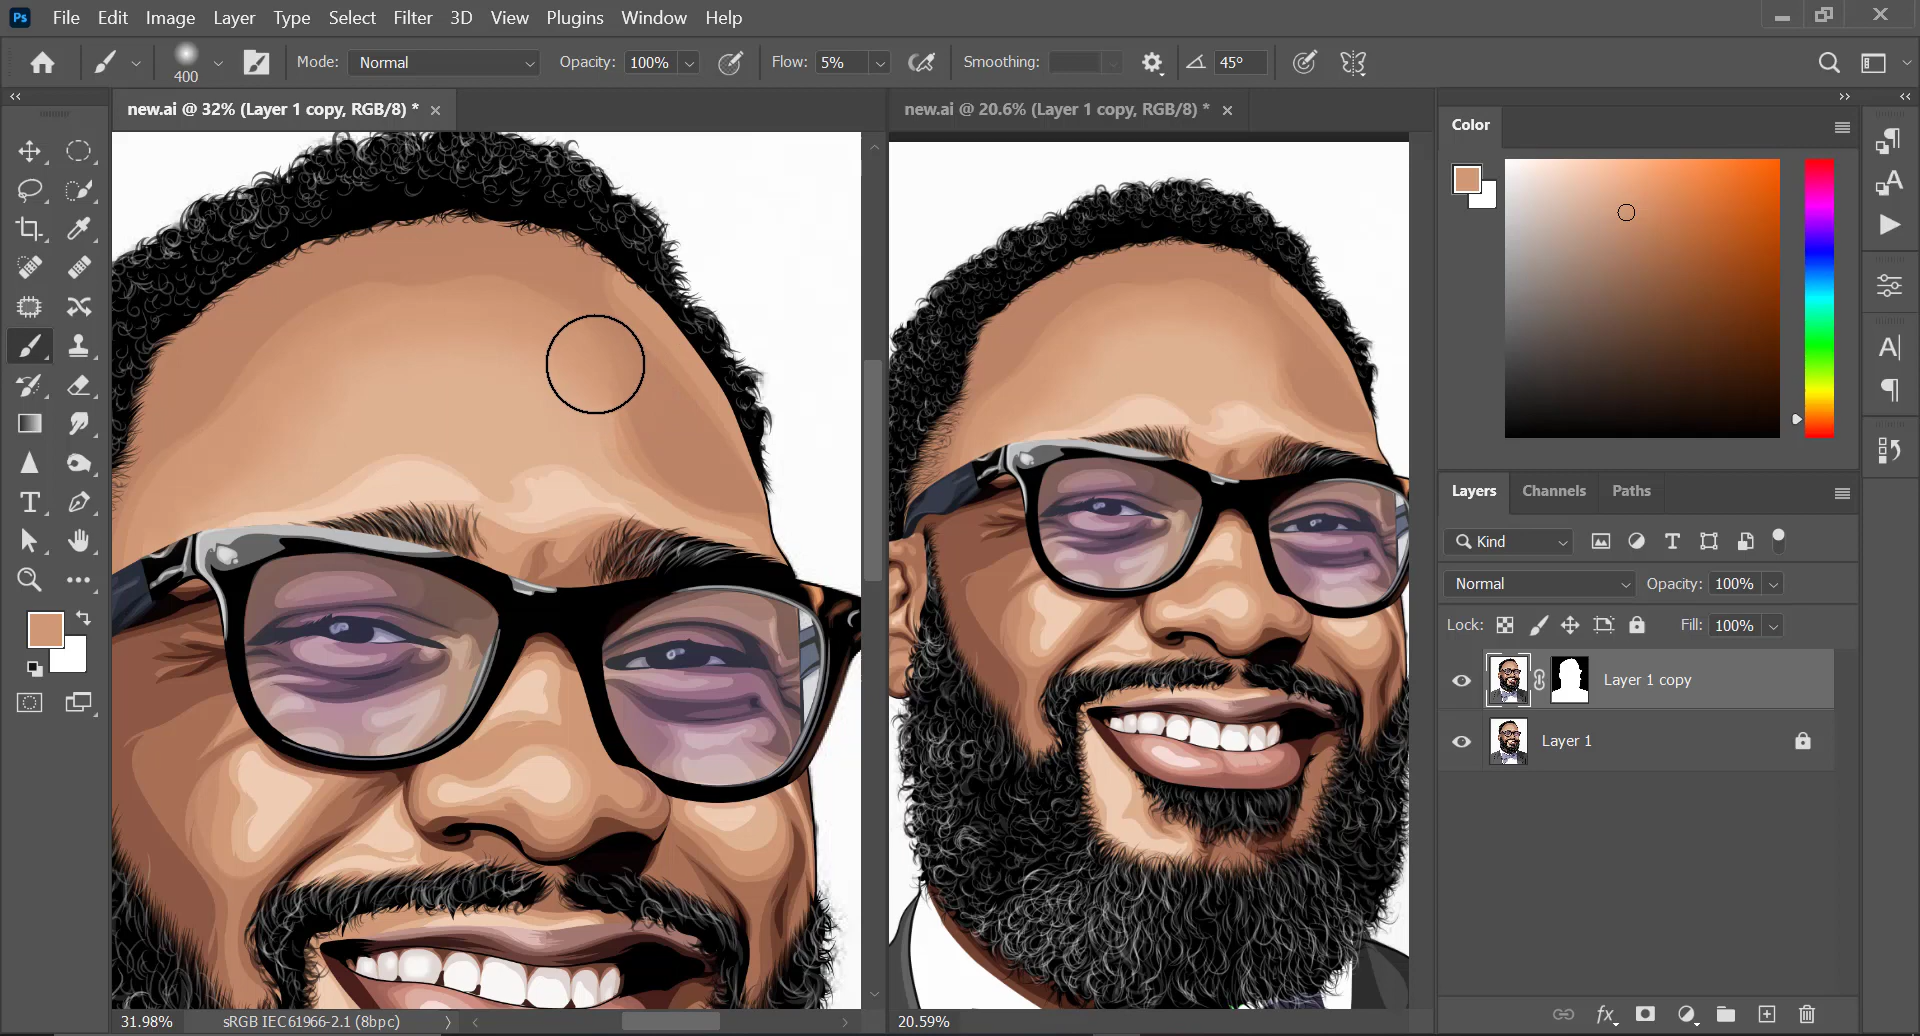 Ps File Edit Image Layer Type Select Filter 3D View Plugins Window Help
400 Mode: Normal Opacity: 100% Flow: 5% Smoothing: 45°
new.ai @ 32% (Layer 1 copy, RGB/8) * ×
new.ai @ 20.6% (Layer 1 copy, RGB/8) * ×
Color
Layers Channels Paths
Kind
Normal Opacity: 100%
Lock: Fill: 100%
Layer 1 copy
Layer 1
31.98% sRGB IEC61966-2.1 (8bpc)
20.59%
fx